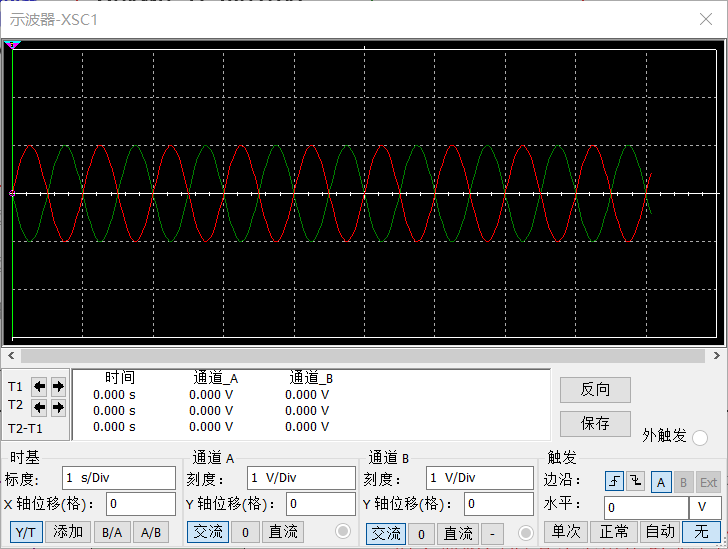 示波器-XSC1
时间 通道_A 通道_B
T1 0.000 s 0.000 V 0.000 V
T2 0.000 s 0.000 V 0.000 V
T2-T1 0.000 s 0.000 V 0.000 V
反向
保存
外触发
时基 通道 A 通道 B 触发
标度: 1 s/Div 刻度: 1 V/Div 刻度: 1 V/Div 边沿: A B Ext
X 轴位移(格): 0 Y 轴位移(格): 0 Y 轴位移(格): 0 水平: 0 V
Y/T 添加 B/A A/B 交流 0 直流 交流 0 直流 - 单次 正常 自动 无